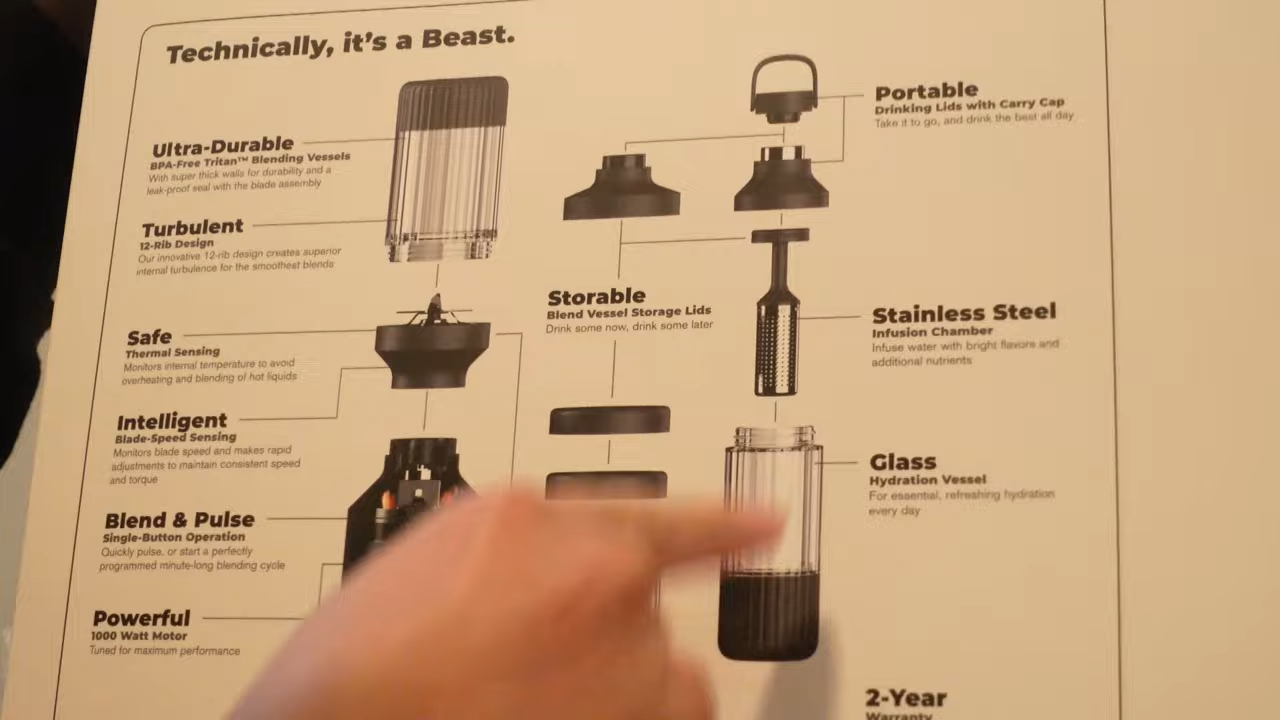 Technically, it's a Beast.
Ultra-Durable
BPA-Free Tritan™ Blending Vessels
With super thick walls for durability and a
leak-proof seal with the blade assembly
Turbulent
12-Rib Design
Our innovative 12-rib design creates superior
internal turbulence for the smoothest blends
Safe
Thermal Sensing
Monitors internal temperature to avoid
overheating and blending of hot liquids
Intelligent
Blade-Speed Sensing
Monitors blade speed and makes rapid
adjustments to maintain consistent speed
and torque
Blend & Pulse
Single-Button Operation
Quickly pulse, or start a perfectly
programmed minute-long blending cycle
Powerful
1000 Watt Motor
Tuned for maximum performance
Storable
Blend Vessel Storage Lids
Drink some now, drink some later
Portable
Drinking Lids with Carry Cap
Take it to go, and drink the best all day
Stainless Steel
Infusion Chamber
Infuse water with bright flavors and
additional nutrients
Glass
Hydration Vessel
For essential, refreshing hydration
every day
2-Year
Warranty